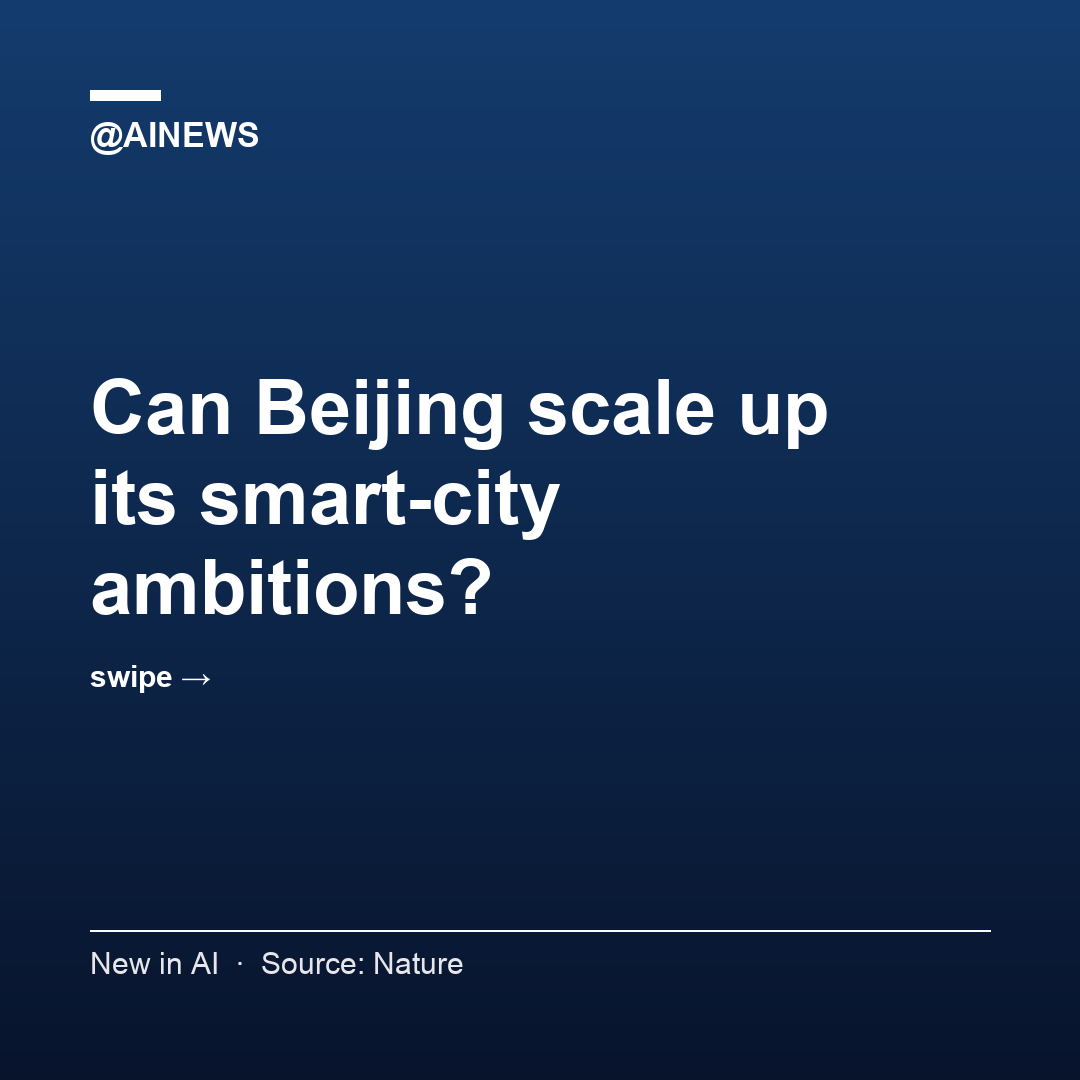 @AINEWS
Can Beijing scale up
its smart-city
ambitions?
swipe →
New in AI · Source: Nature